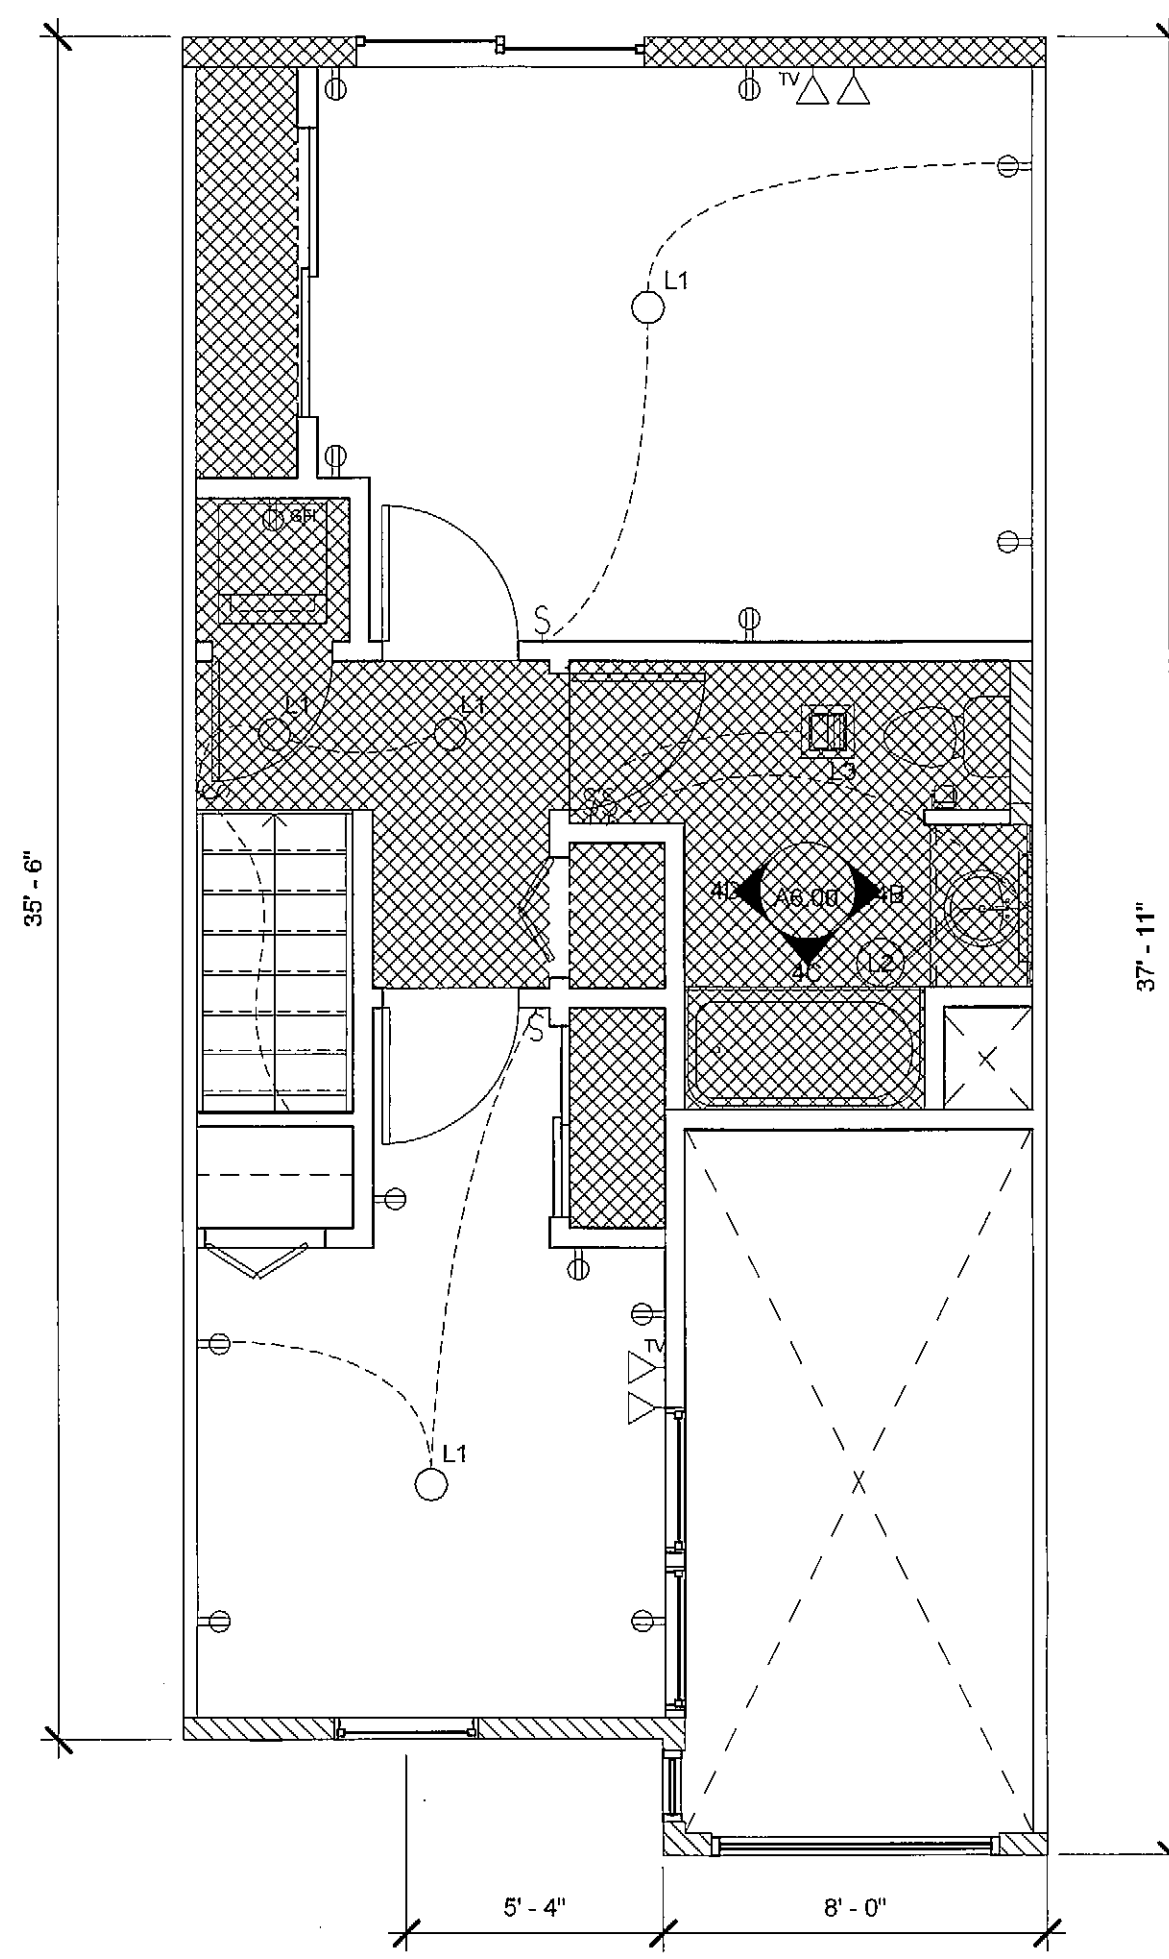 TV
L1
GFI
S
L1
L1
L3
S
S S
4D
A6.00
4B
4C
L2
S
TV
L1
35' - 6"
37' - 11"
5' - 4"
8' - 0"